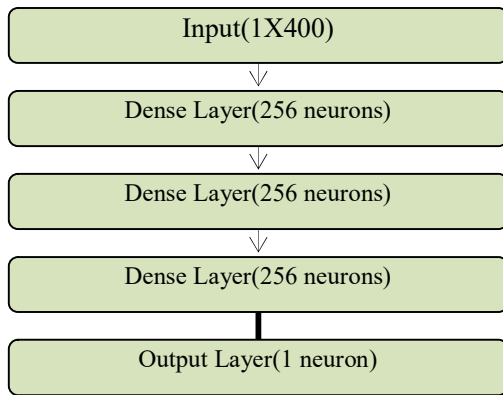 Input(1X400)
Dense Layer(256 neurons)
Dense Layer(256 neurons)
Dense Layer(256 neurons)
Output Layer(1 neuron)